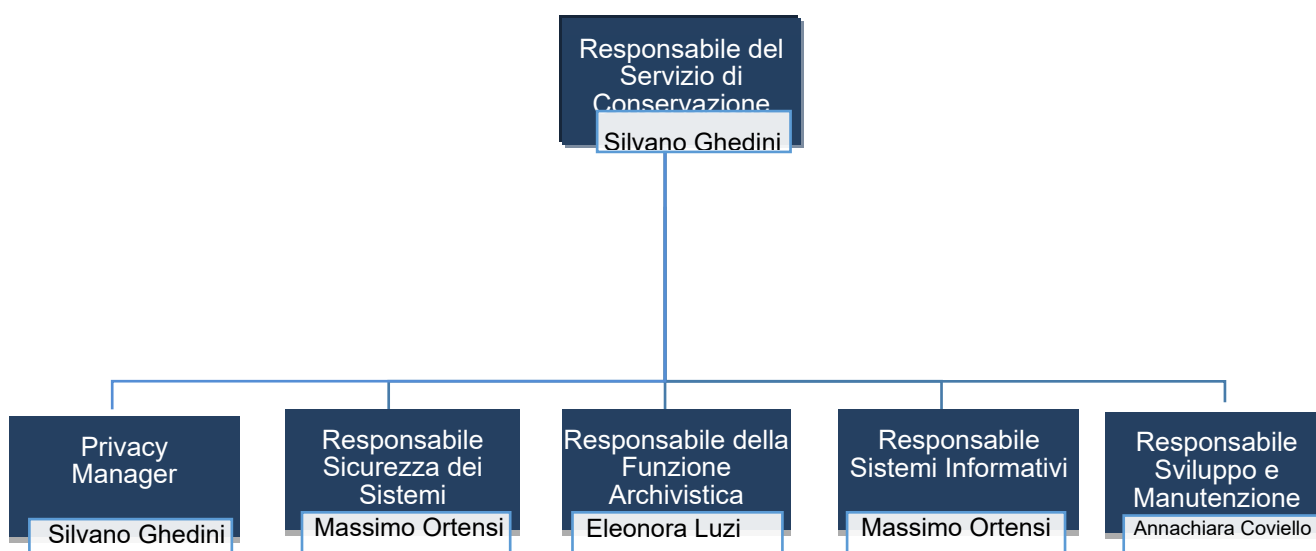 Responsabile del
Servizio di
Conservazione
Silvano Ghedini
Privacy
Manager
Silvano Ghedini
Responsabile
Sicurezza dei
Sistemi
Massimo Ortensi
Responsabile della
Funzione
Archivistica
Eleonora Luzi
Responsabile
Sistemi Informativi
Massimo Ortensi
Responsabile
Sviluppo e
Manutenzione
Annachiara Coviello